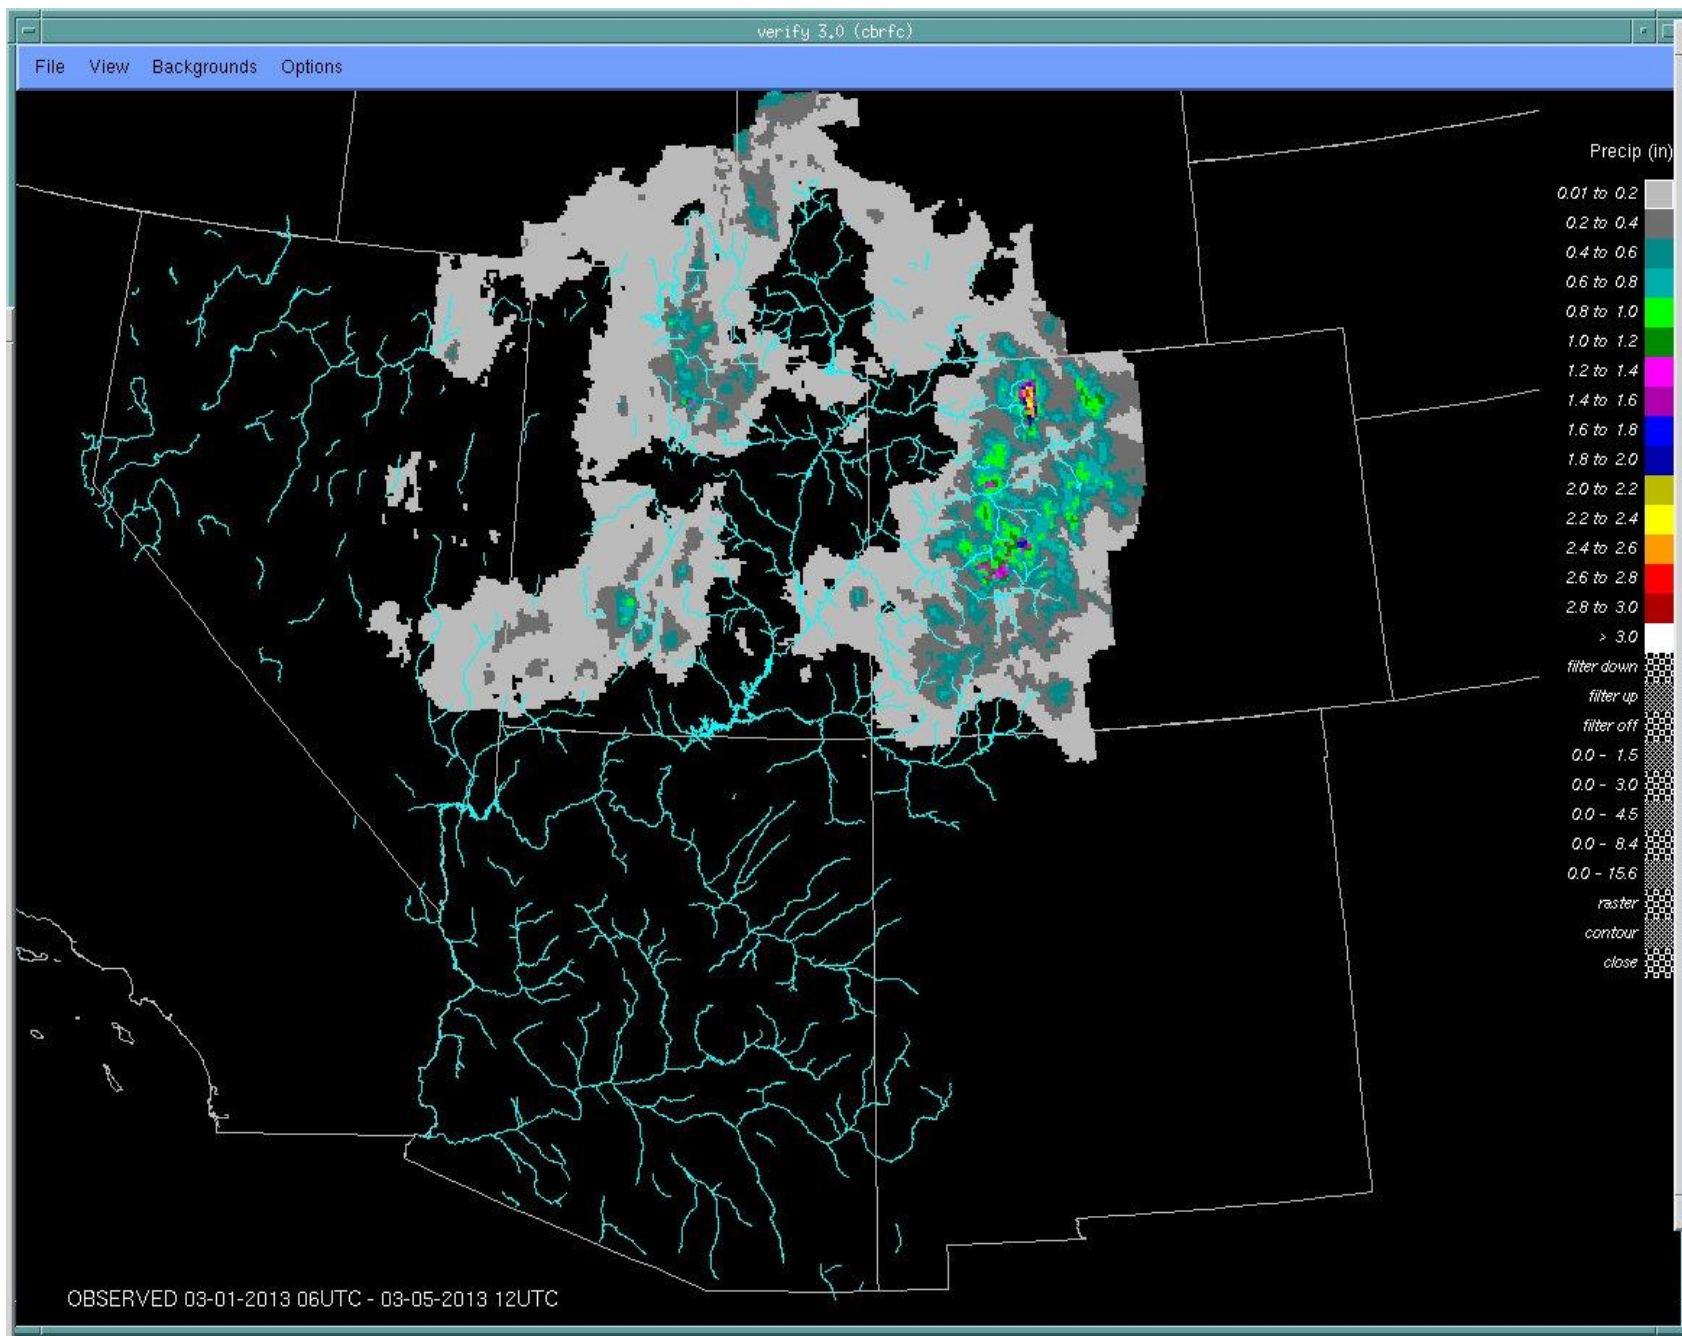 verify 3.0 (cbrfc)
File View Backgrounds Options
Precip (in)
0.01 to 0.2
0.2 to 0.4
0.4 to 0.6
0.6 to 0.8
0.8 to 1.0
1.0 to 1.2
1.2 to 1.4
1.4 to 1.6
1.6 to 1.8
1.8 to 2.0
2.0 to 2.2
2.2 to 2.4
2.4 to 2.6
2.6 to 2.8
2.8 to 3.0
> 3.0
filter down
filter up
filter off
0.0 - 1.5
0.0 - 3.0
0.0 - 4.5
0.0 - 8.4
0.0 - 15.6
raster
contour
close
OBSERVED 03-01-2013 06UTC - 03-05-2013 12UTC